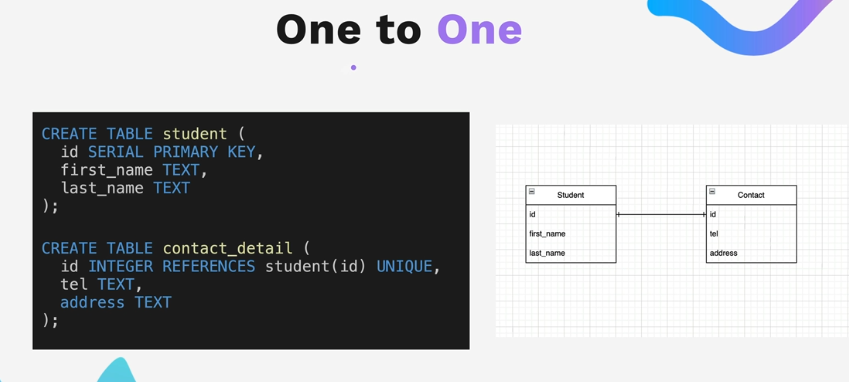 One to One
CREATE TABLE student (
  id SERIAL PRIMARY KEY,
  first_name TEXT,
  last_name TEXT
);
CREATE TABLE contact_detail (
  id INTEGER REFERENCES student(id) UNIQUE,
  tel TEXT,
  address TEXT
);
Student
id
first_name
last_name
Contact
id
tel
address